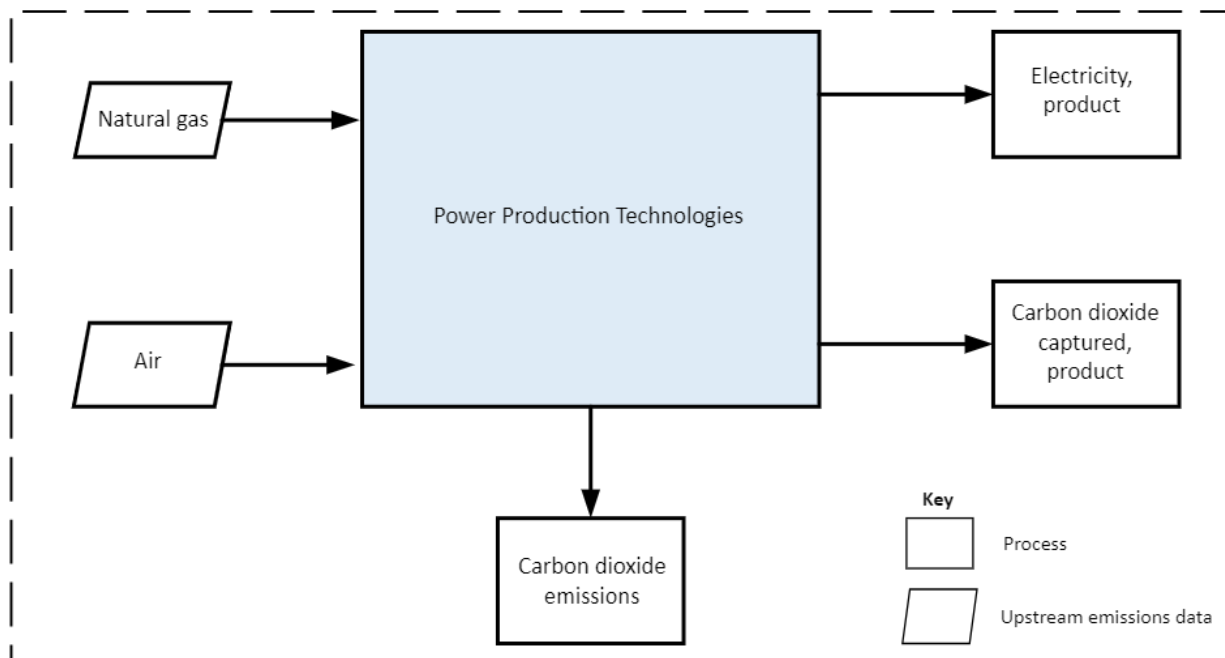 Natural gas
Air
Power Production Technologies
Electricity,
product
Carbon dioxide
captured,
product
Carbon dioxide
emissions
Key
Process
Upstream emissions data